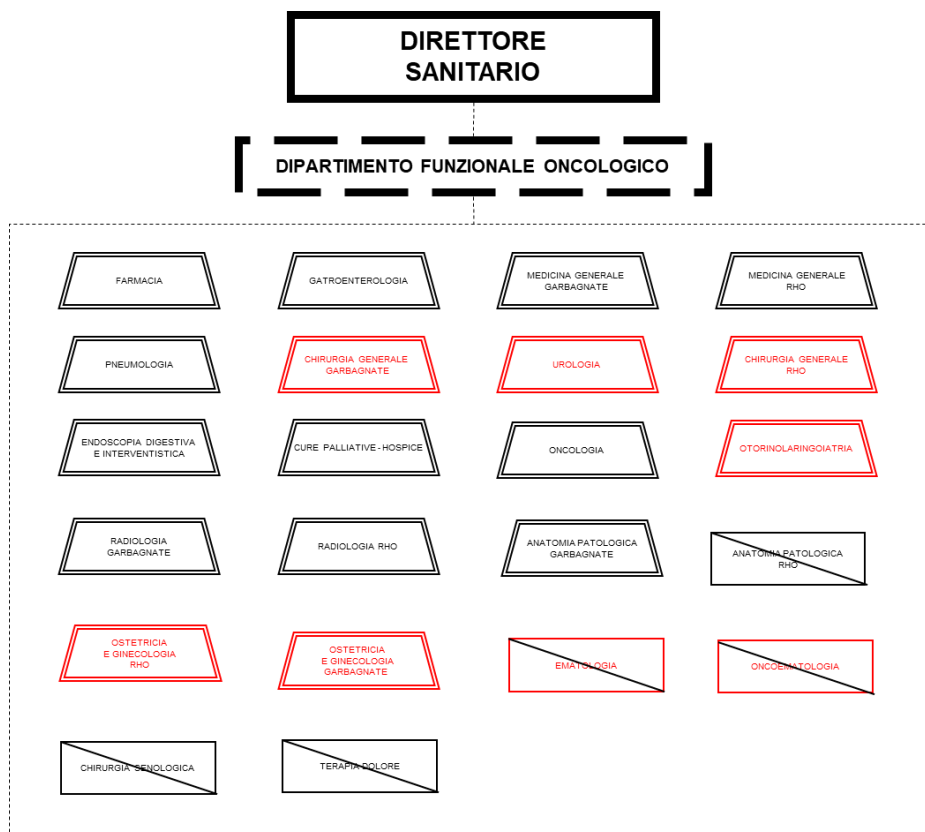 DIRETTORE
SANITARIO
DIPARTIMENTO FUNZIONALE ONCOLOGICO
FARMACIA
GATROENTEROLOGIA
MEDICINA GENERALE
GARBAGNATE
MEDICINA GENERALE
RHO
PNEUMOLOGIA
CHIRURGIA GENERALE
GARBAGNATE
UROLOGIA
CHIRURGIA GENERALE
RHO
ENDOSCOPIA DIGESTIVA
E INTERVENTISTICA
CURE PALLIATIVE - HOSPICE
ONCOLOGIA
OTORINOLARINGOIATRIA
RADIOLOGIA
GARBAGNATE
RADIOLOGIA RHO
ANATOMIA PATOLOGICA
GARBAGNATE
ANATOMIA PATOLOGICA
RHO
OSTETRICIA
E GINECOLOGIA
RHO
OSTETRICIA
E GINECOLOGIA
GARBAGNATE
EMATOLOGIA
ONCOEMATOLOGIA
CHIRURGIA SENOLOGICA
TERAPIA DOLORE